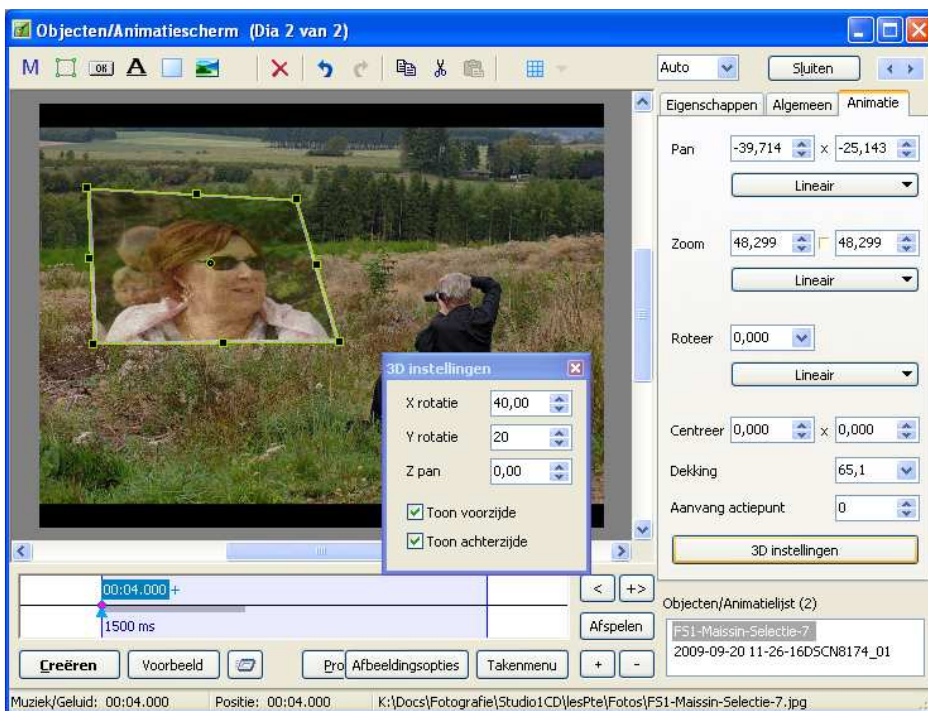 Objecten/Animatiescherm (Dia 2 van 2)
M OK A
Auto Sluiten
Eigenschappen Algemeen Animatie
Pan -39,714 x -25,143
Lineair
Zoom 48,299 48,299
Lineair
Roteer 0,000
Lineair
Centreer 0,000 x 0,000
Dekking 65,1
Aanvang actiepunt 0
3D instellingen
3D instellingen
X rotatie 40,00
Y rotatie 20
Z pan 0,00
Toon voorzijde
Toon achterzijde
00:04.000 +
1500 ms
< +>
Afspelen
Creëren Voorbeeld Pro Afbeeldingsopties Takenmenu + -
Objecten/Animatielijst (2)
FS1-Maissin-Selectie-7
2009-09-20 11-26-16DSCN8174_01
Muziek/Geluid: 00:04.000 Positie: 00:04.000 K:\Docs\Fotografie\Studio1CD\lesPte\Fotos\FS1-Maissin-Selectie-7.jpg